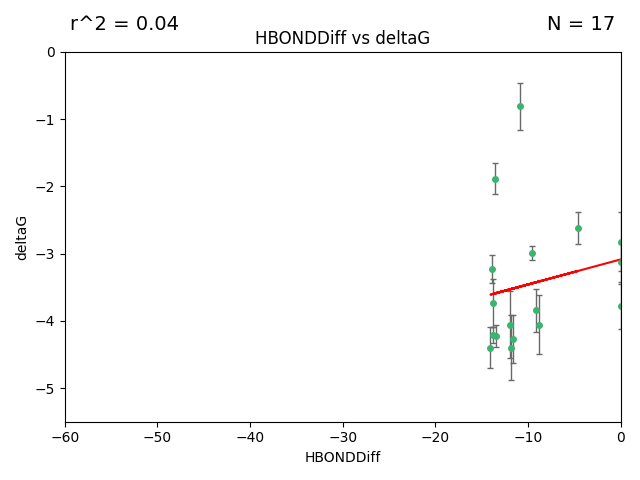 r^2 = 0.04
N = 17
HBONDDiff vs deltaG
0
−1
−2
−3
−4
−5
deltaG
−60
−50
−40
−30
−20
−10
0
HBONDDiff